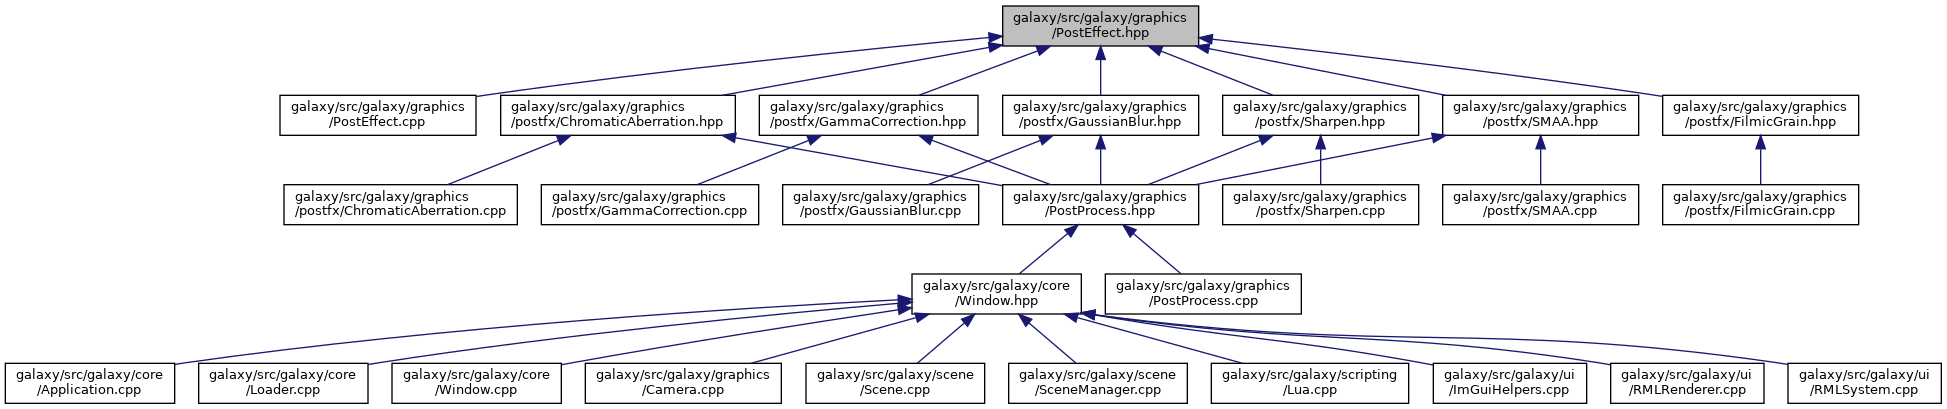 galaxy/src/galaxy/graphics
/PostEffect.hpp
galaxy/src/galaxy/graphics
/PostEffect.cpp
galaxy/src/galaxy/graphics
/postfx/ChromaticAberration.hpp
galaxy/src/galaxy/graphics
/postfx/GammaCorrection.hpp
galaxy/src/galaxy/graphics
/postfx/GaussianBlur.hpp
galaxy/src/galaxy/graphics
/postfx/Sharpen.hpp
galaxy/src/galaxy/graphics
/postfx/SMAA.hpp
galaxy/src/galaxy/graphics
/postfx/FilmicGrain.hpp
galaxy/src/galaxy/graphics
/postfx/ChromaticAberration.cpp
galaxy/src/galaxy/graphics
/postfx/GammaCorrection.cpp
galaxy/src/galaxy/graphics
/postfx/GaussianBlur.cpp
galaxy/src/galaxy/graphics
/PostProcess.hpp
galaxy/src/galaxy/graphics
/postfx/Sharpen.cpp
galaxy/src/galaxy/graphics
/postfx/SMAA.cpp
galaxy/src/galaxy/graphics
/postfx/FilmicGrain.cpp
galaxy/src/galaxy/core
/Window.hpp
galaxy/src/galaxy/graphics
/PostProcess.cpp
galaxy/src/galaxy/core
/Application.cpp
galaxy/src/galaxy/core
/Loader.cpp
galaxy/src/galaxy/core
/Window.cpp
galaxy/src/galaxy/graphics
/Camera.cpp
galaxy/src/galaxy/scene
/Scene.cpp
galaxy/src/galaxy/scene
/SceneManager.cpp
galaxy/src/galaxy/scripting
/Lua.cpp
galaxy/src/galaxy/ui
/ImGuiHelpers.cpp
galaxy/src/galaxy/ui
/RMLRenderer.cpp
galaxy/src/galaxy/ui
/RMLSystem.cpp